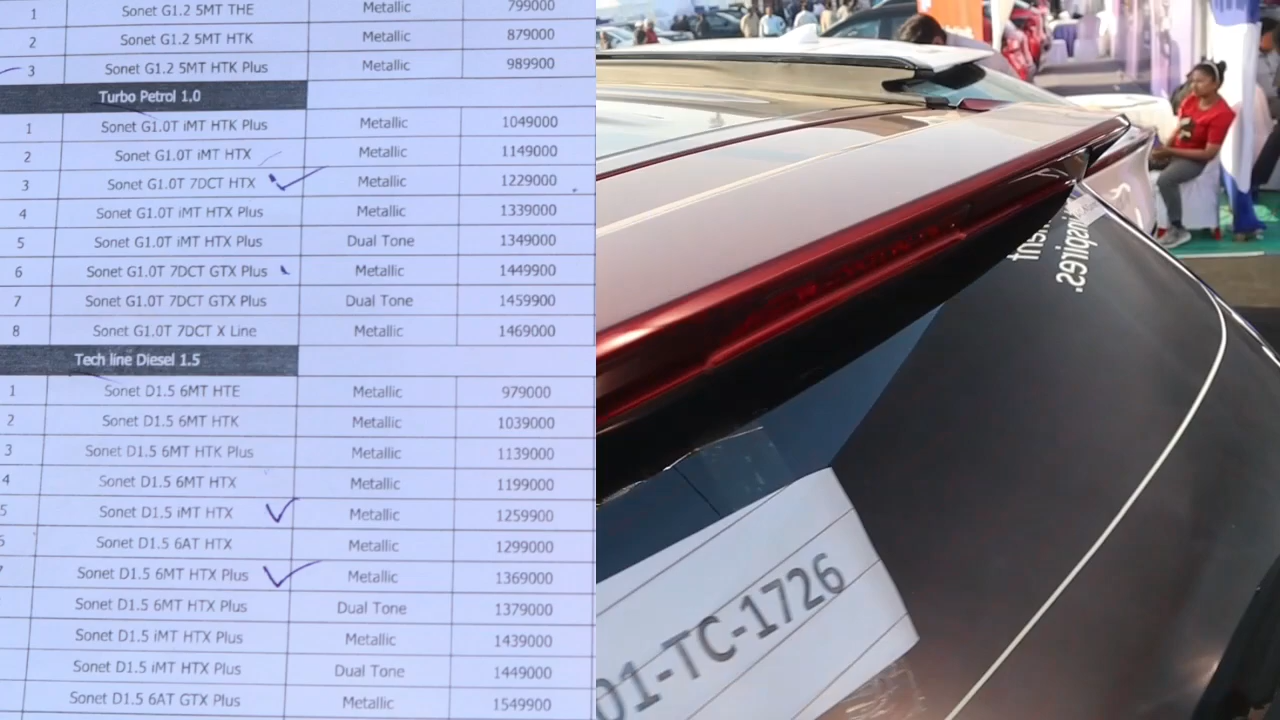 1 Sonet G1.2 5MT THE Metallic 799000
2 Sonet G1.2 5MT HTK Metallic 879000
3 Sonet G1.2 5MT HTK Plus Metallic 989900
Turbo Petrol 1.0
1 Sonet G1.0T iMT HTK Plus Metallic 1049000
2 Sonet G1.0T iMT HTX Metallic 1149000
3 Sonet G1.0T 7DCT HTX Metallic 1229000
4 Sonet G1.0T iMT HTX Plus Metallic 1339000
5 Sonet G1.0T iMT HTX Plus Dual Tone 1349000
6 Sonet G1.0T 7DCT GTX Plus Metallic 1449900
7 Sonet G1.0T 7DCT GTX Plus Dual Tone 1459900
8 Sonet G1.0T 7DCT X Line Metallic 1469000
Tech line Diesel 1.5
1 Sonet D1.5 6MT HTE Metallic 979000
2 Sonet D1.5 6MT HTK Metallic 1039000
3 Sonet D1.5 6MT HTK Plus Metallic 1139000
4 Sonet D1.5 6MT HTX Metallic 1199000
5 Sonet D1.5 iMT HTX Metallic 1259900
Sonet D1.5 6AT HTX Metallic 1299000
Sonet D1.5 6MT HTX Plus Metallic 1369000
Sonet D1.5 6MT HTX Plus Dual Tone 1379000
Sonet D1.5 iMT HTX Plus Metallic 1439000
Sonet D1.5 iMT HTX Plus Dual Tone 1449000
Sonet D1.5 6AT GTX Plus Metallic 1549900
inspires.
01-TC-1726